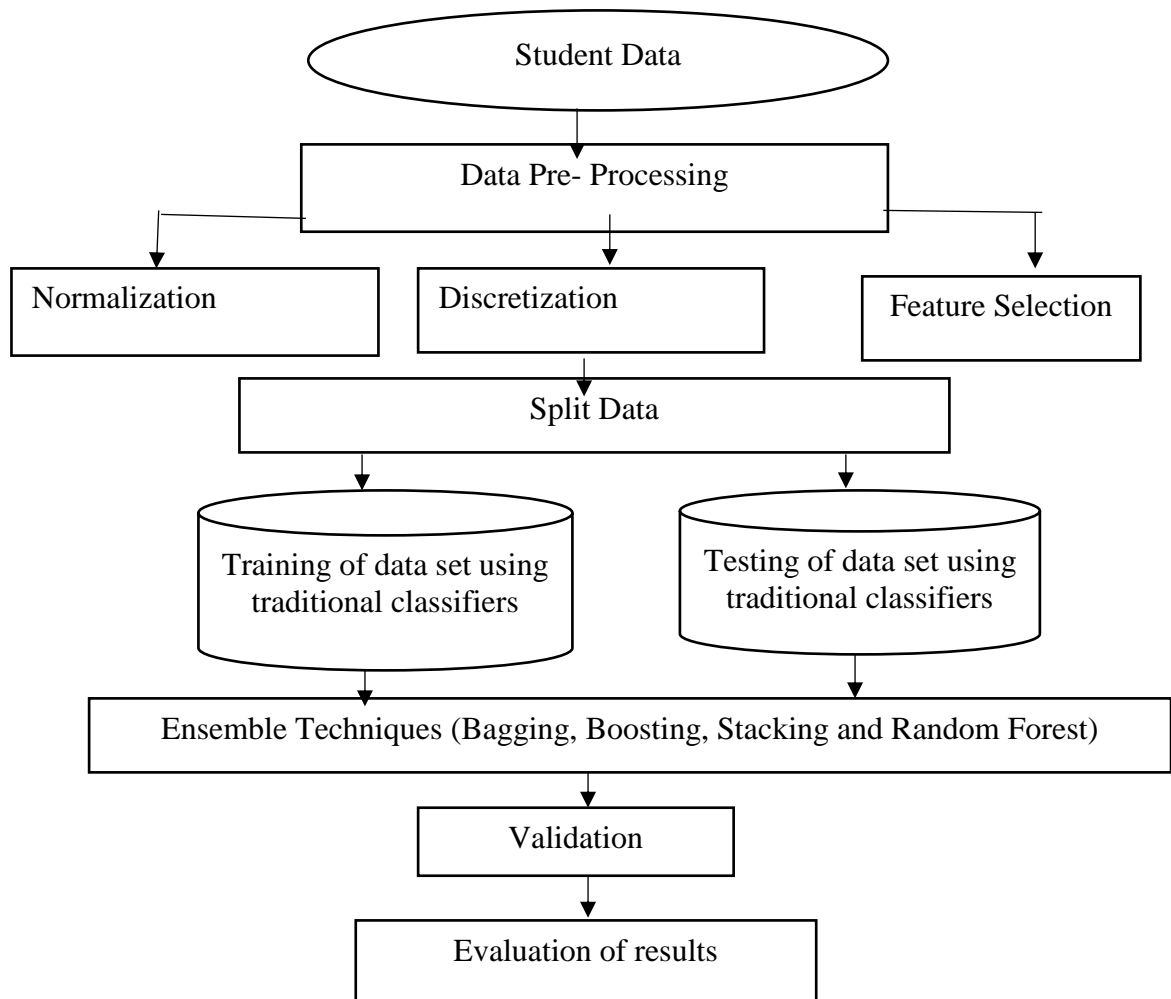 Student Data
Data Pre- Processing
Normalization
Discretization
Feature Selection
Split Data
Training of data set using
traditional classifiers
Testing of data set using
traditional classifiers
Ensemble Techniques (Bagging, Boosting, Stacking and Random Forest)
Validation
Evaluation of results